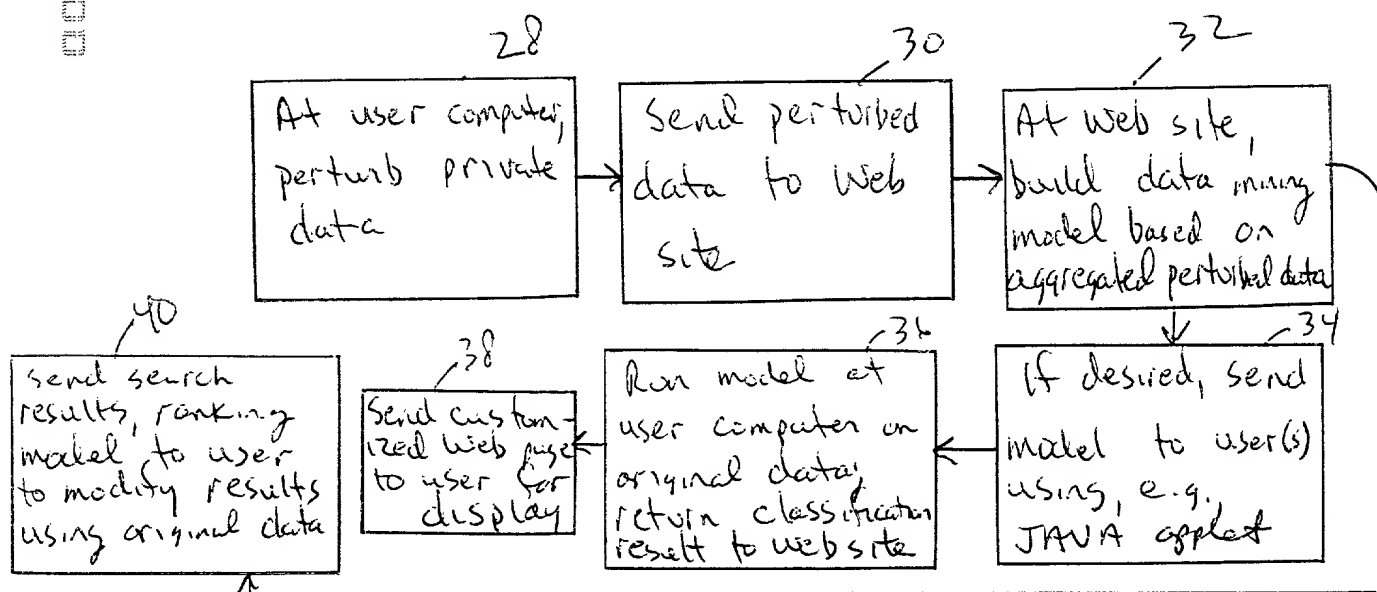 28
At user computer,
perturb private
data
30
Send perturbed
data to Web
site
32
At Web site,
build data mining
model based on
aggregated perturbed data
34
If desired, send
model to user(s)
using, e.g.,
JAVA applet
36
Run model at
user computer on
original data;
return classification
result to website
38
Send custom-
ized Web page
to user for
display
40
send search
results, ranking
model to user
to modify results
using original data